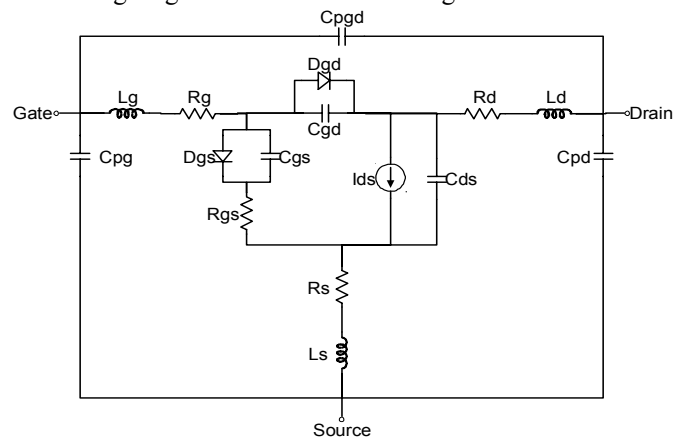 Cpgd
Dgd
Lg Rg Rd Ld
Gate Drain
Cgd
Cpg Dgs Cgs Ids Cds Cpd
Rgs
Rs
Ls
Source